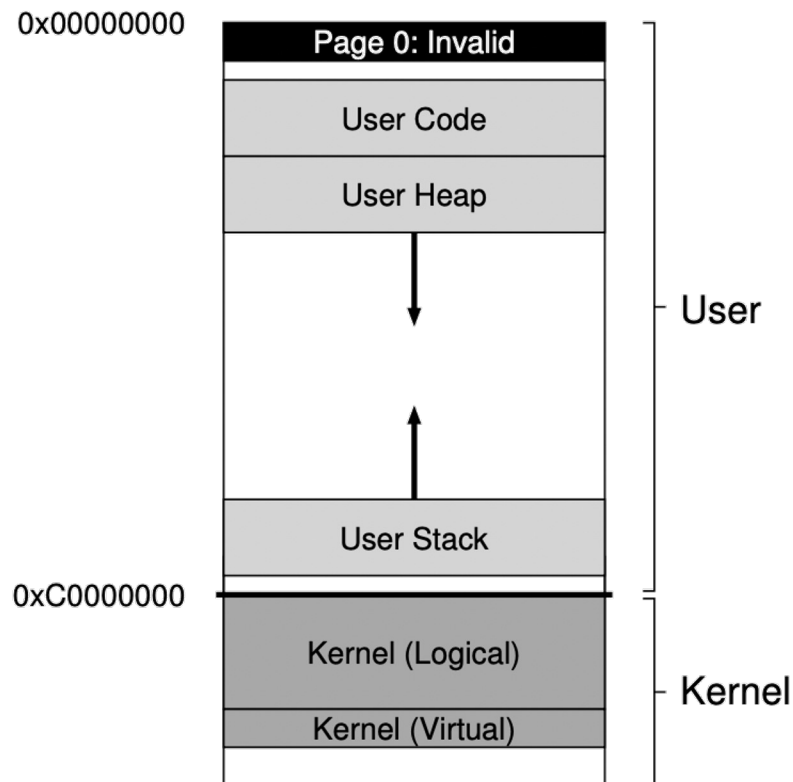 0x00000000
Page 0: Invalid
User Code
User Heap
User
User Stack
0xC0000000
Kernel (Logical)
Kernel
Kernel (Virtual)